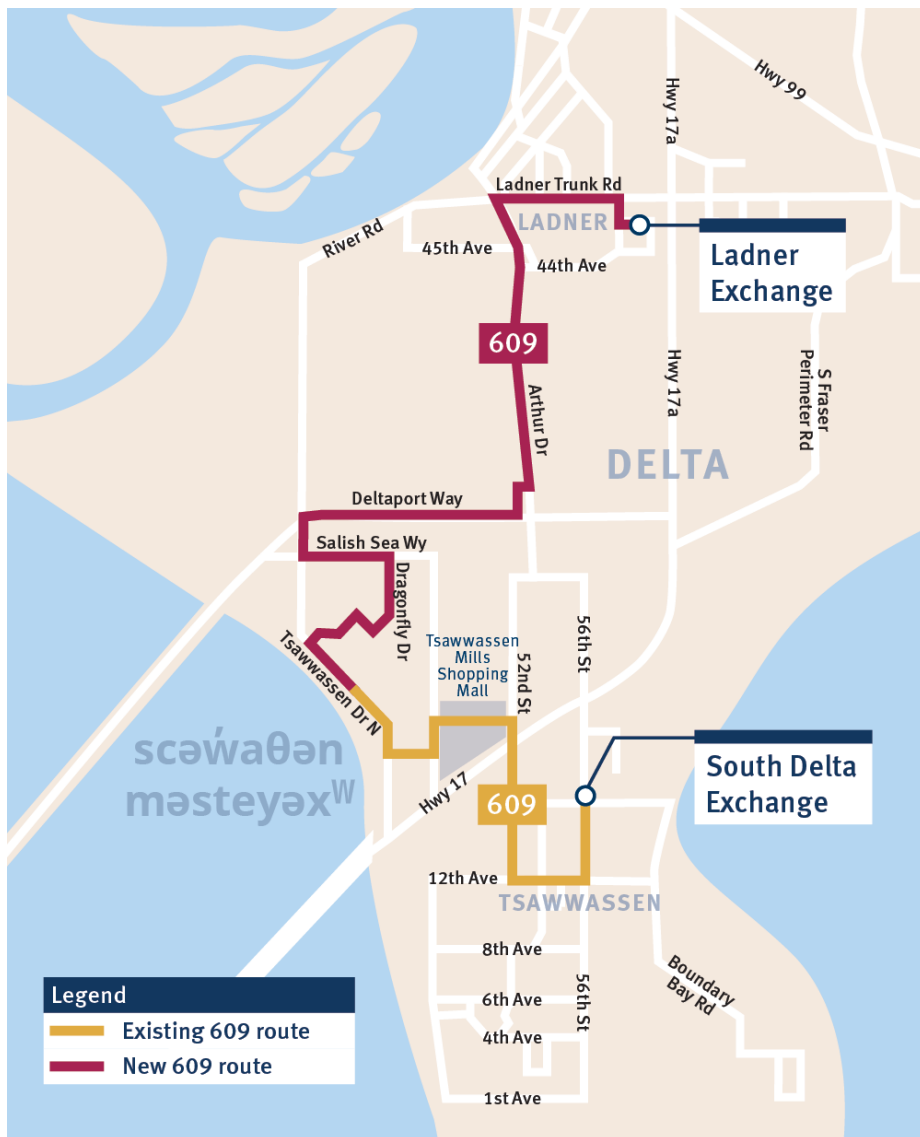 Hwy 99
Hwy 17a
Ladner Trunk Rd
LADNER
River Rd
45th Ave
44th Ave
Ladner
Exchange
609
Arthur Dr
Hwy 17a
S Fraser
Perimeter Rd
DELTA
Deltaport Way
Salish Sea Wy
Dragonfly Dr
Tsawwassen Dr N
Tsawwassen
Mills
Shopping
Mall
52nd St
56th St
scəw̓aθən
məsteyəxᵂ
Hwy 17
South Delta
Exchange
609
12th Ave
TSAWWASSEN
8th Ave
6th Ave
56th St
4th Ave
1st Ave
Boundary
Bay Rd
Legend
Existing 609 route
New 609 route